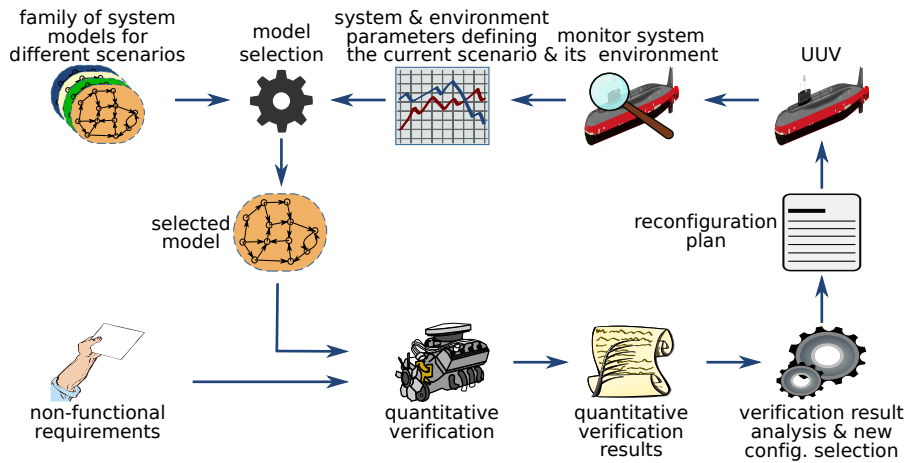 family of system
models for
different scenarios
model
selection
system & environment
parameters defining
the current scenario
monitor system
& its  environment
UUV
selected
model
reconfiguration
plan
non-functional
requirements
quantitative
verification
quantitative
verification
results
verification result
analysis & new
config. selection